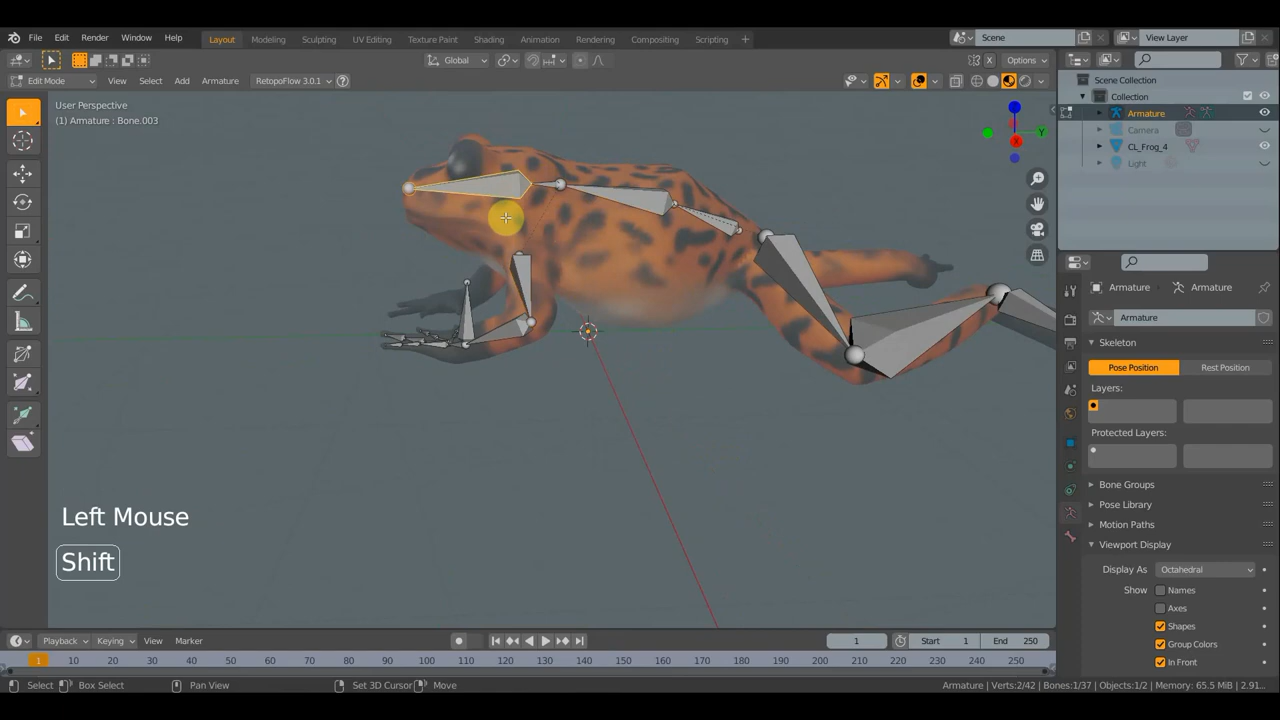 File Edit Render Window Help Layout Modeling Sculpting UV Editing Texture Paint Shading Animation Rendering Compositing Scripting + Scene View Layer
Global Options
Edit Mode View Select Add Armature RetopoFlow 3.0.1 X
User Perspective
(1) Armature : Bone.003
Scene Collection
Collection
Armature
Camera
CL_Frog_4
Light
Armature Armature
Armature
Skeleton
Pose Position Rest Position
Layers:
Protected Layers:
Bone Groups
Pose Library
Motion Paths
Viewport Display
Display As Octahedral
Show Names
Axes
Shapes
Group Colors
In Front
Z
Y
X
Left Mouse
Shift
Playback Keying View Marker 1 Start 1 End 250
1 10 20 30 40 50 60 70 80 90 100 110 120 130 140 150 160 170 180 190 200 210 220 230 240 250
Select Box Select Pan View Set 3D Cursor Move Armature | Verts:2/42 | Bones:1/37 | Objects:1/2 | Memory: 65.5 MiB | 2.91...